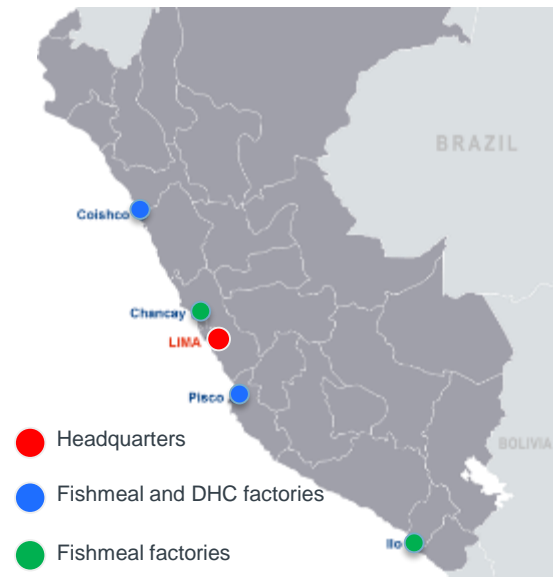 BRAZIL
Coishco
Chancay
LIMA
Pisco
Headquarters
BOLIVIA
Fishmeal and DHC factories
Ilo
Fishmeal factories